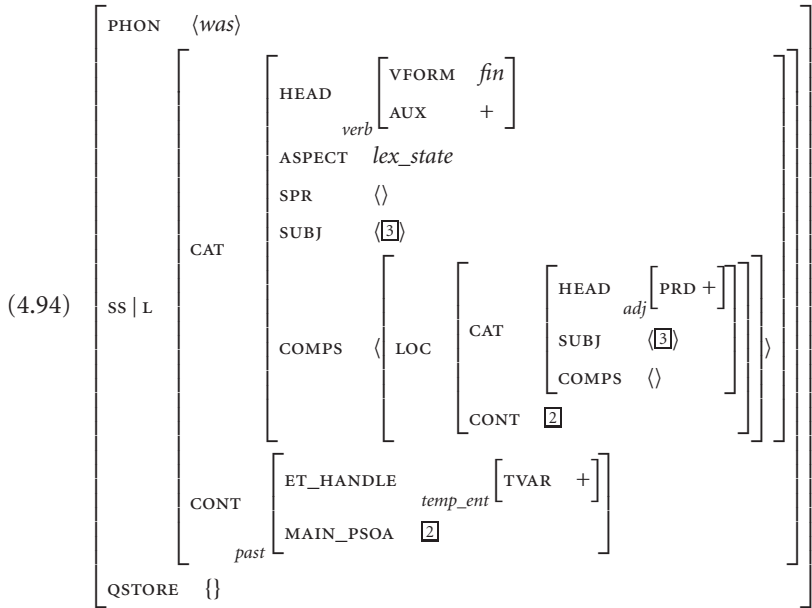 PHON ⟨was⟩
VFORM fin
HEAD
AUX +
verb
ASPECT lex_state
SPR ⟨⟩
SUBJ ⟨[3]⟩
CAT
HEAD PRD +
adj
(4.94) SS | L
CAT SUBJ ⟨[3]⟩
COMPS ⟨ LOC ⟩
COMPS ⟨⟩
CONT [2]
ET_HANDLE TVAR +
temp_ent
CONT
MAIN_PSOA [2]
past
QSTORE {}